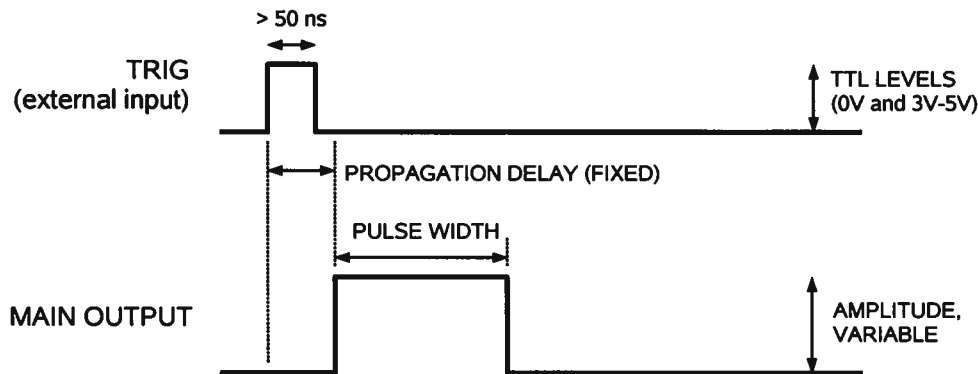 > 50 ns
TRIG
(external input)
TTL LEVELS
(0V and 3V-5V)
PROPAGATION DELAY (FIXED)
PULSE WIDTH
MAIN OUTPUT
AMPLITUDE,
VARIABLE